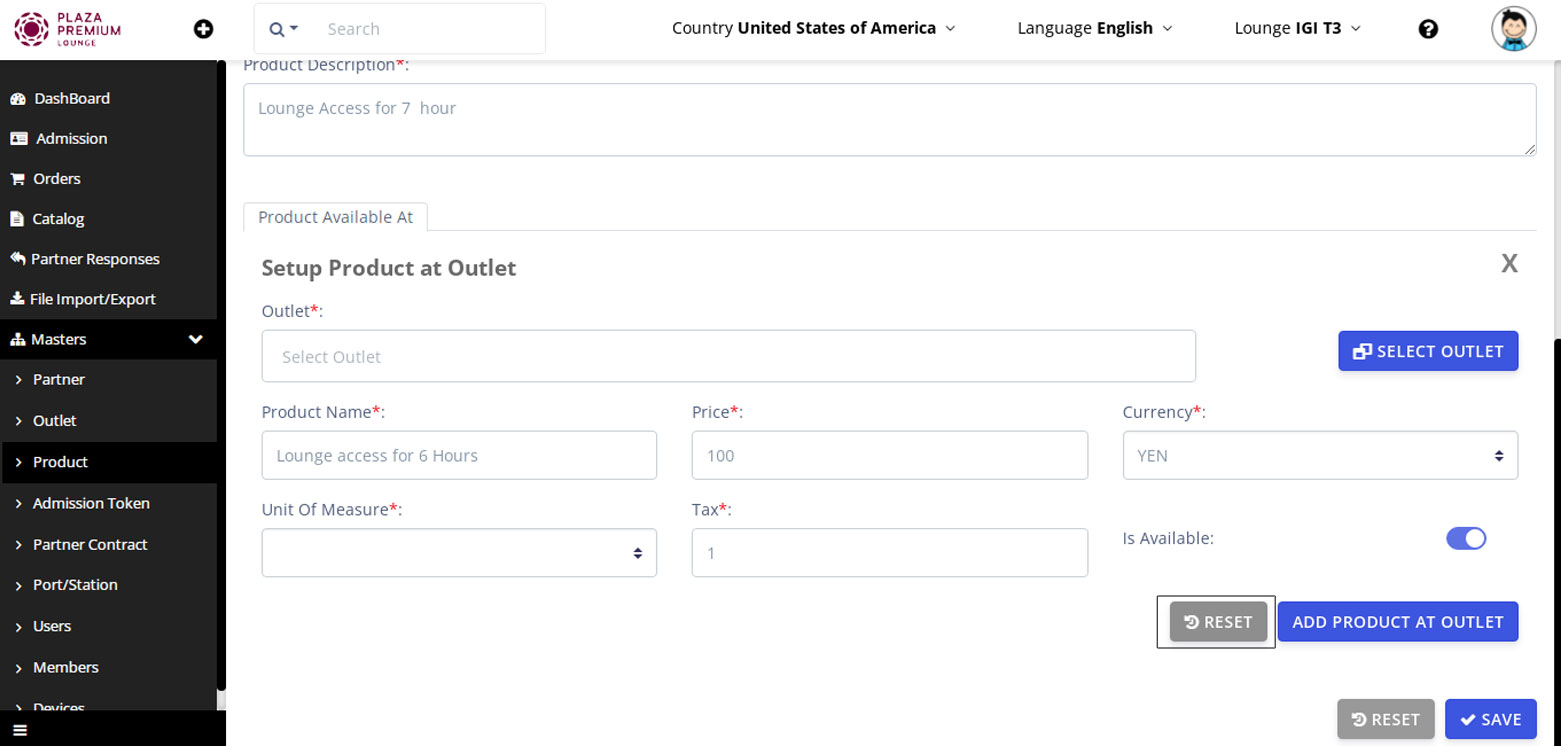 PLAZA
PREMIUM
LOUNGE
Search
Country United States of America
Language English
Lounge IGI T3
DashBoard
Admission
Orders
Catalog
Partner Responses
File Import/Export
Masters
Partner
Outlet
Product
Admission Token
Partner Contract
Port/Station
Users
Members
Devices
Product Description*:
Lounge Access for 7  hour
Product Available At
Setup Product at Outlet
X
Outlet*:
Select Outlet
SELECT OUTLET
Product Name*:
Price*:
Currency*:
Lounge access for 6 Hours
100
YEN
Unit Of Measure*:
Tax*:
1
Is Available:
RESET
ADD PRODUCT AT OUTLET
RESET
SAVE